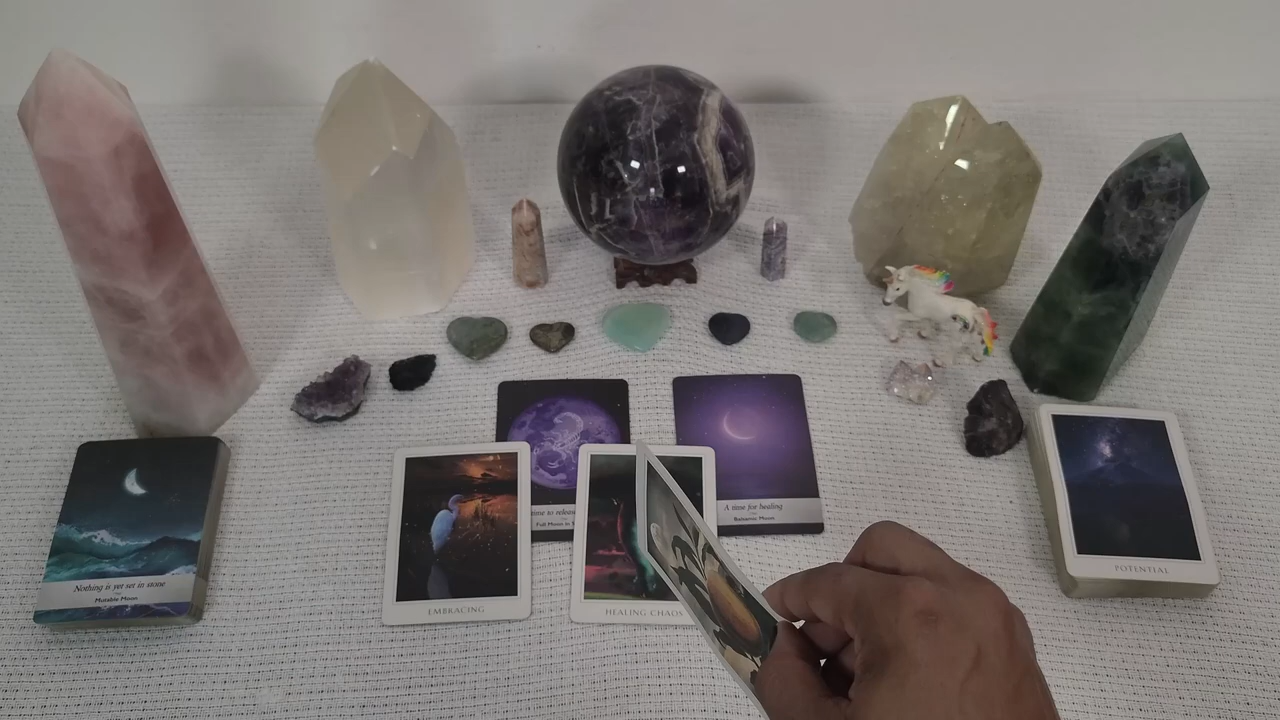 Nothing is yet set in stone
Mutable Moon
EMBRACING
time to release
Full Moon in
HEALING CHAOS
A time for healing
Balsamic Moon
POTENTIAL